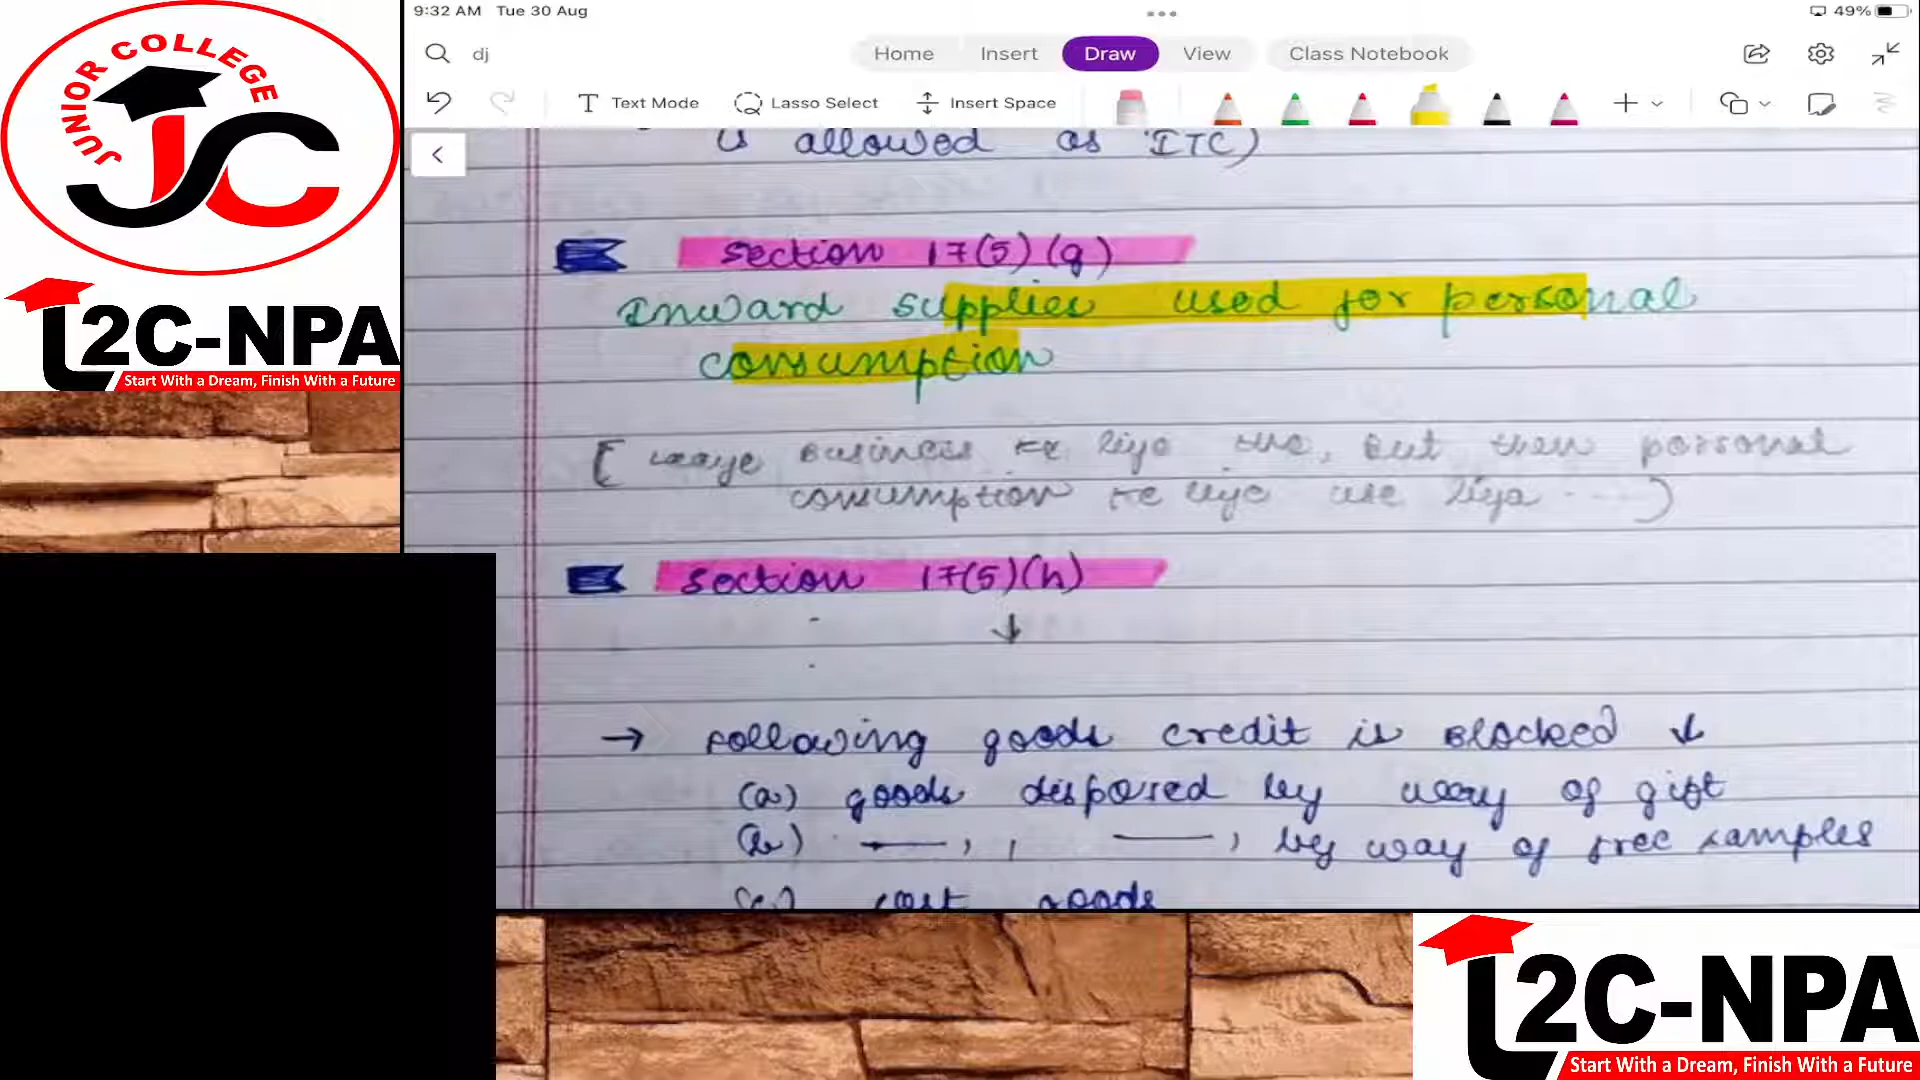 JUNIOR COLLEGE
JC
L2C-NPA
Start With a Dream, Finish With a Future
9:32 AM Tue 30 Aug
49%
dj
Home Insert Draw View Class Notebook
Text Mode Lasso Select Insert Space
is allowed as ITC)
section 17(5)(g)
Inward supplies used for personal
consumption
[ business ke liye the, but then personal
consumption ke liye use liya ---- )
section 17(5)(h)
↓
→ Following goods credit is blocked ↓
(a) goods disposed by way of gift
(b) —, , —, by way of free samples
(c) lost goods
L2C-NPA
Start With a Dream, Finish With a Future